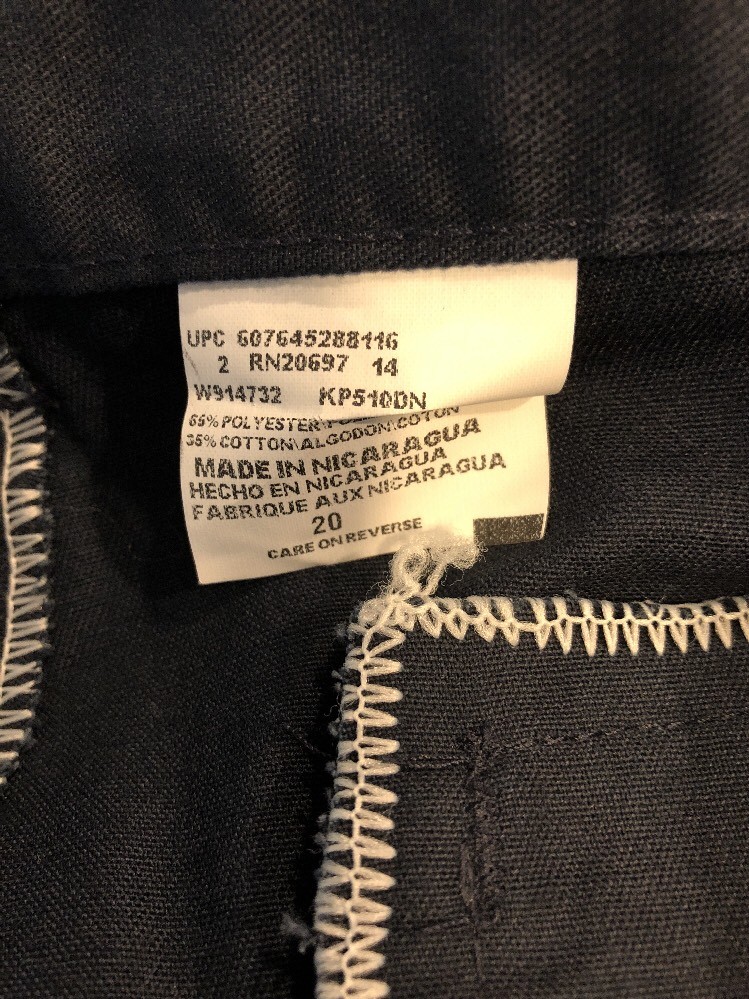 UPC 607645288116
2 RN20697 14
W914732 KP510DN
65% POLYESTER\
35% COTTON\ALGODON\COTON
MADE IN NICARAGUA
HECHO EN NICARAGUA
FABRIQUE AUX NICARAGUA
20
CARE ON REVERSE